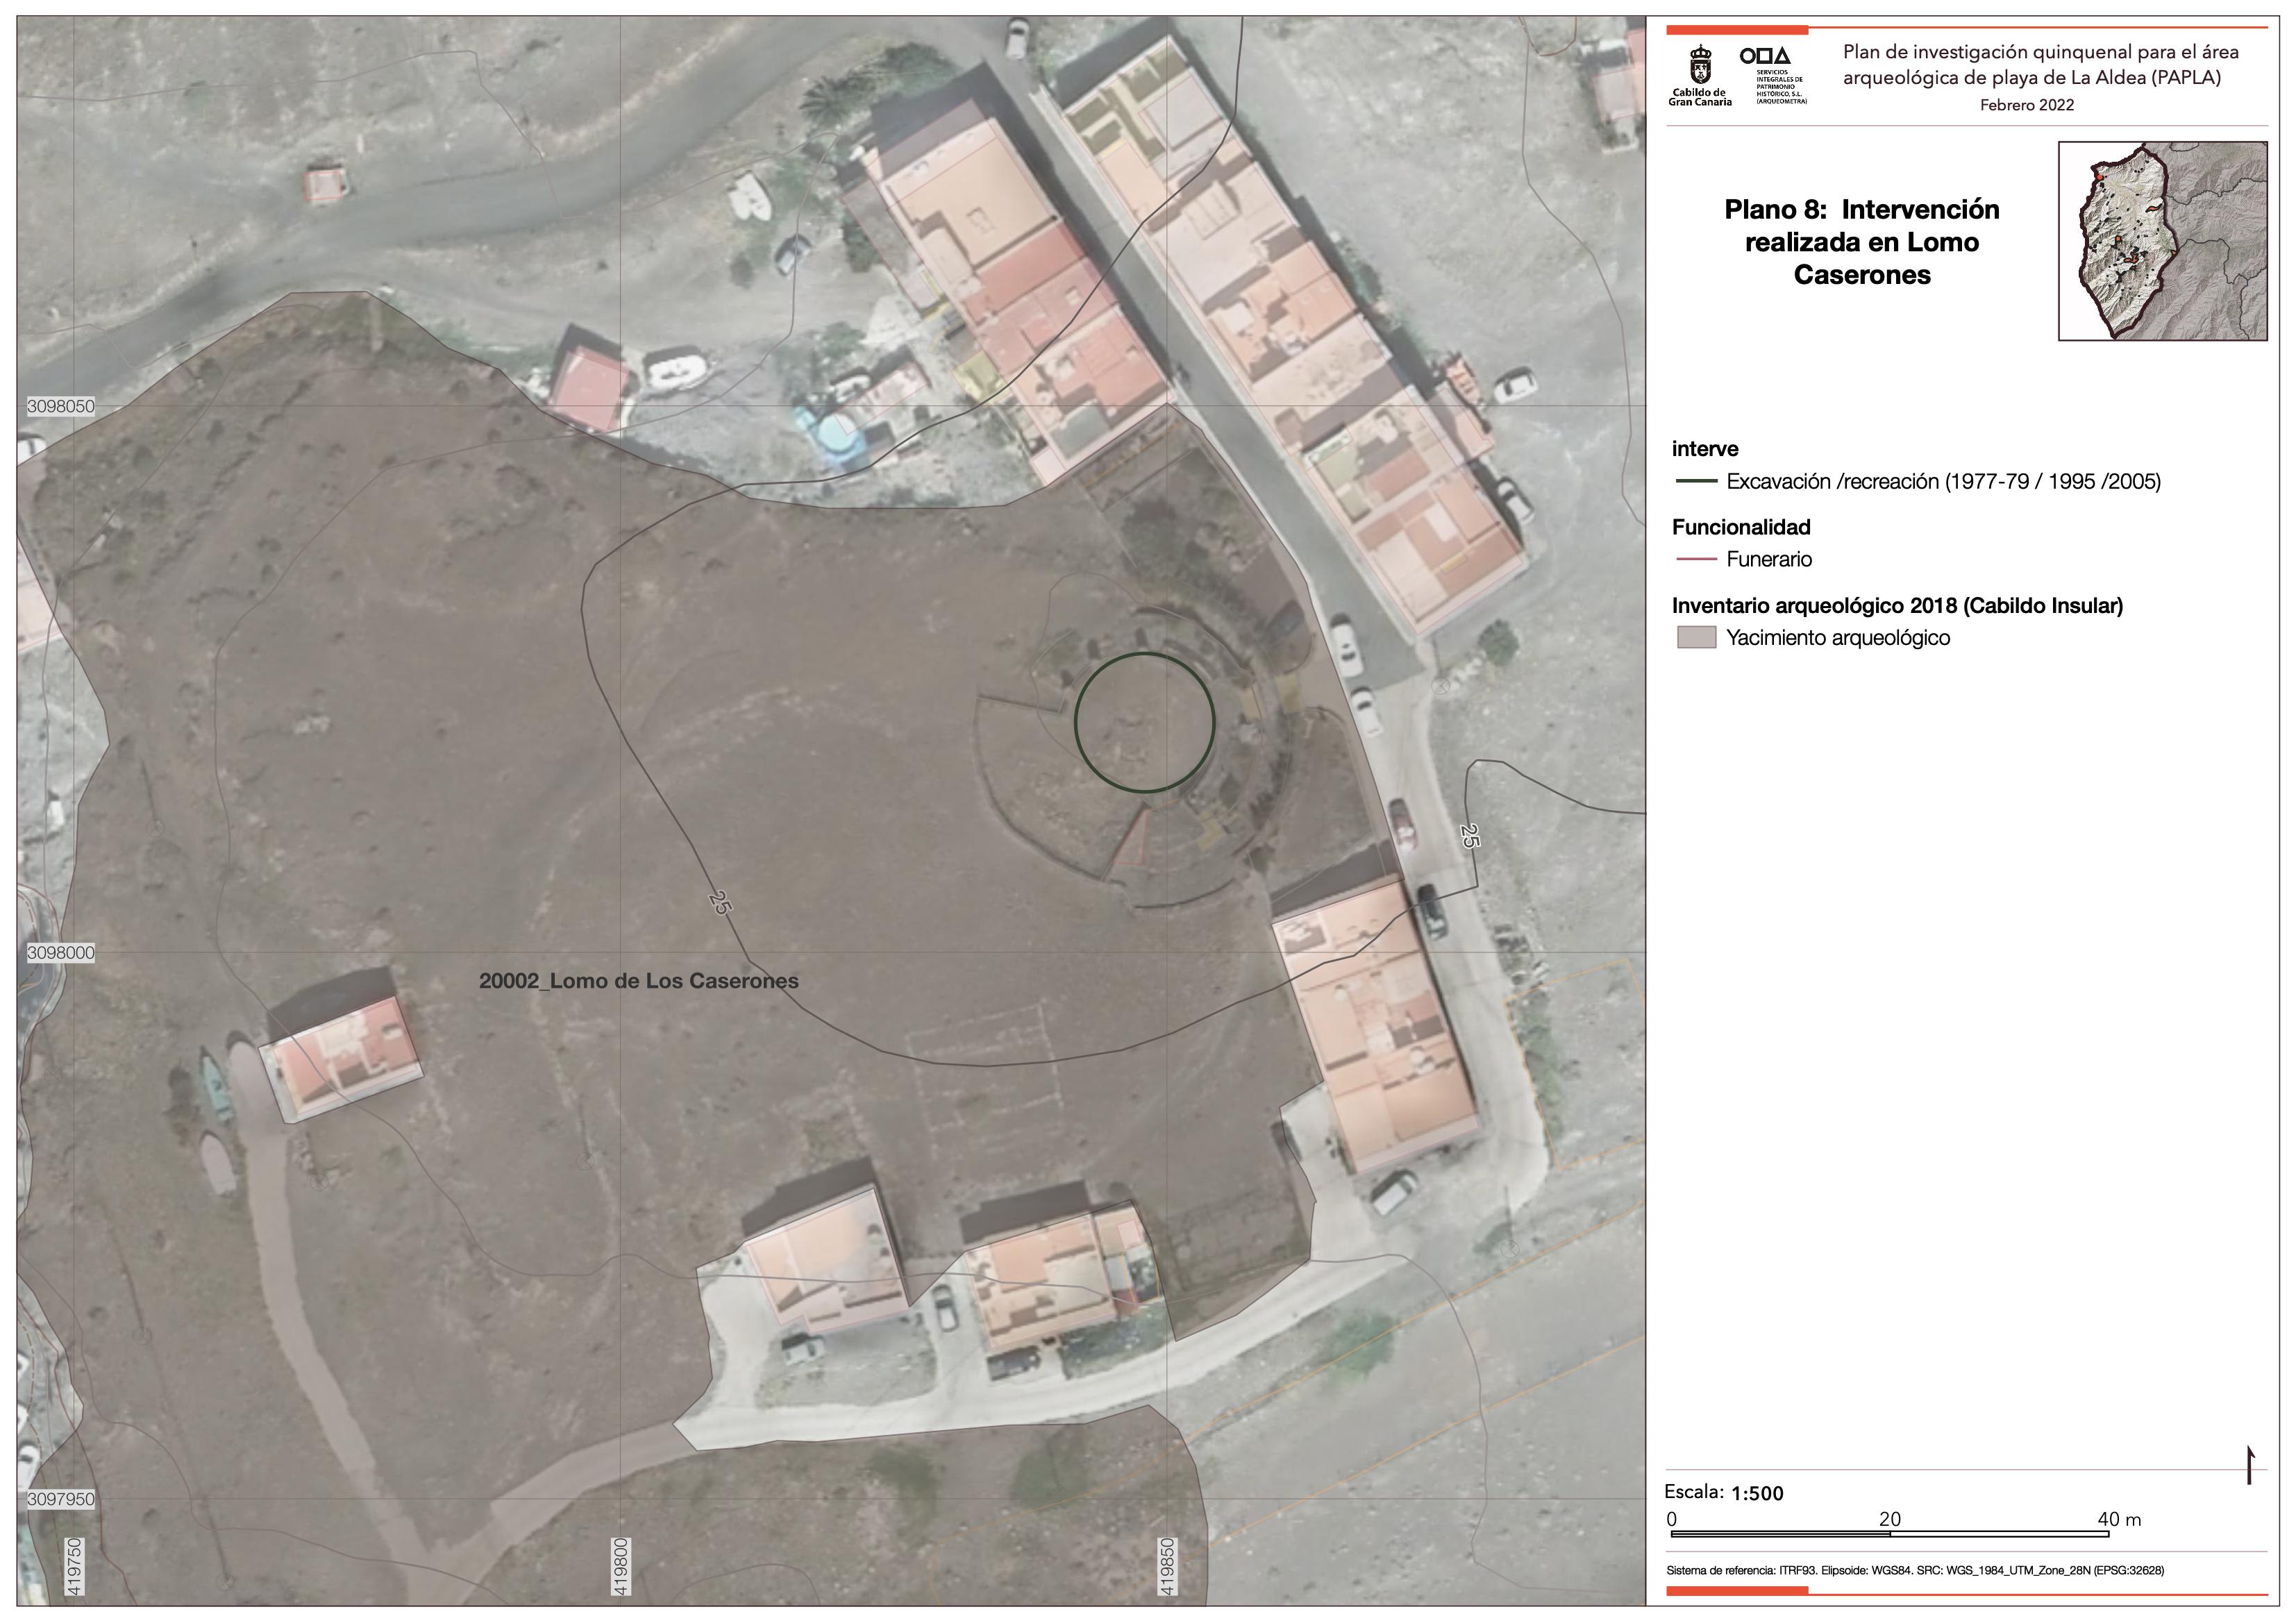 Cabildo de
Gran Canaria
SERVICIOS
INTEGRALES DE
PATRIMONIO
HISTÓRICO, S.L.
(ARQUEOMETRA)
Plan de investigación quinquenal para el área
arqueológica de playa de La Aldea (PAPLA)
Febrero 2022
Plano 8: Intervención
realizada en Lomo
Caserones
interve
Excavación /recreación (1977-79 / 1995 /2005)
Funcionalidad
Funerario
Inventario arqueológico 2018 (Cabildo Insular)
Yacimiento arqueológico
3098050
3098000
3097950
419750
419800
419850
25
25
20002_Lomo de Los Caserones
Escala: 1:500
0 20 40 m
Sistema de referencia: ITRF93. Elipsoide: WGS84. SRC: WGS_1984_UTM_Zone_28N (EPSG:32628)